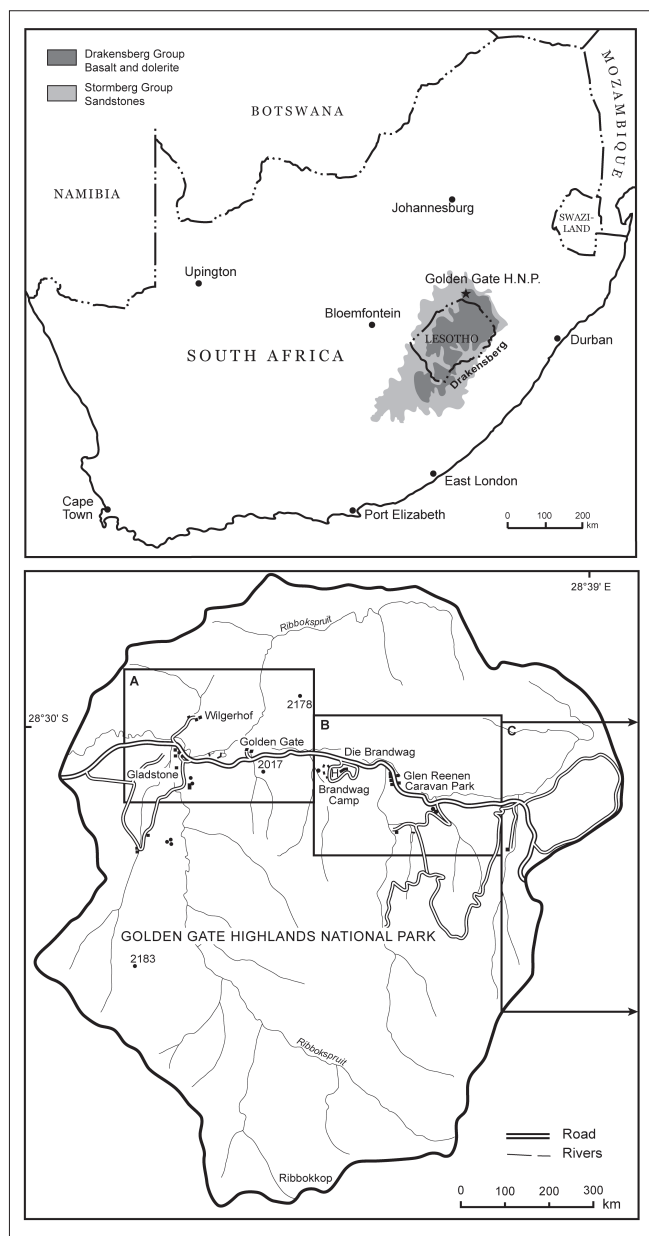 Drakensberg Group
Basalt and dolerite
Stormberg Group
Sandstones
MOZAMBIQUE
BOTSWANA
NAMIBIA
Johannesburg
SWAZI-
LAND
Upington
Golden Gate H.N.P.
Bloemfontein
LESOTHO
Durban
SOUTH AFRICA
Drakensberg
East London
Cape
Town
Port Elizabeth
0 100 200
km
28°39' E
Ribbokspruit
A
2178
28°30' S
Wilgerhof
B
C
Golden Gate
Die Brandwag
Gladstone
2017
Glen Reenen
Caravan Park
Brandwag
Camp
GOLDEN GATE HIGHLANDS NATIONAL PARK
2183
Ribbokspruit
Road
Rivers
Ribbokkop
0 100 200 300
km